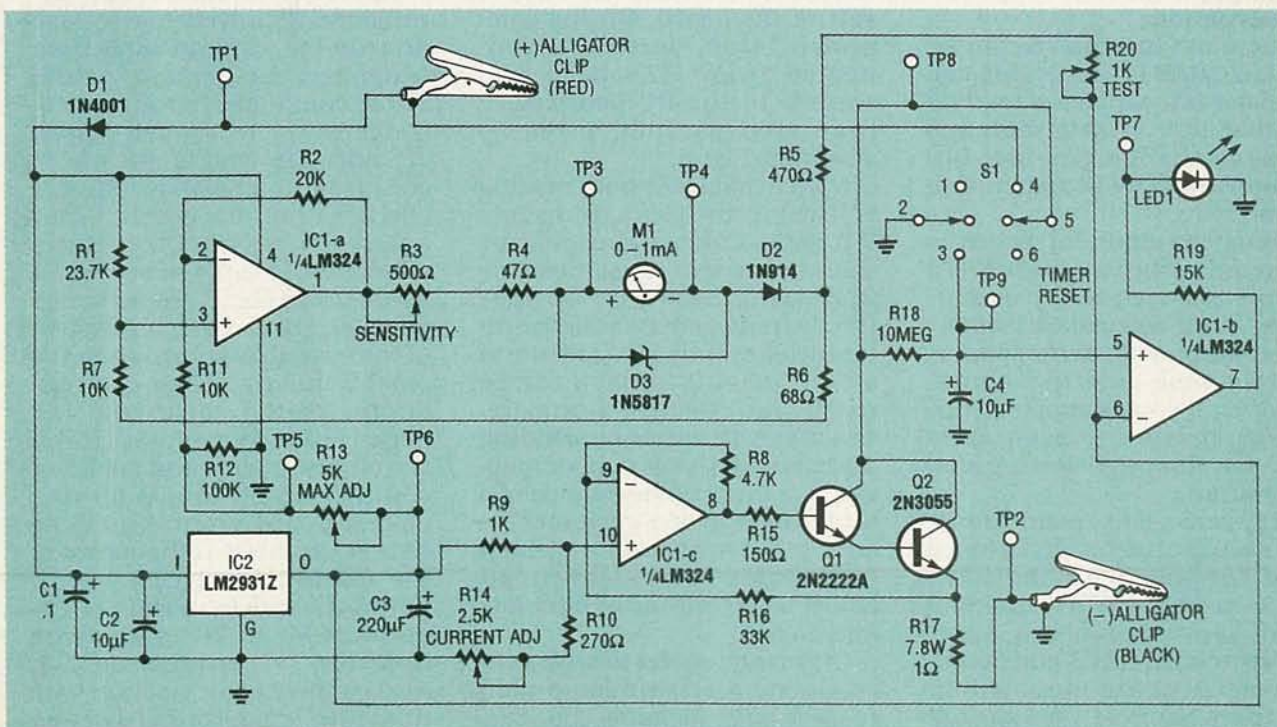 TP1
(+)ALLIGATOR
CLIP
(RED)
D1
1N4001
TP8
R20
1K
TEST
TP7
R2
20K
TP3
TP4
R5
470Ω
S1
1
4
LED1
2
5
R1
23.7K
2
−
4
IC1-a
1/4LM324
1
R3
500Ω
R4
47Ω
M1
0–1mA
+
−
D2
1N914
3
6
R19
15K
3
+
11
SENSITIVITY
TP9
TIMER
RESET
R18
10MEG
IC1-b
1/4LM324
R7
10K
R11
10K
D3
1N5817
R6
68Ω
5
+
7
C4
10µF
+
6
−
TP5
TP6
R12
100K
R13
5K
MAX ADJ
R8
4.7K
9
−
8
Q2
2N3055
R9
1K
TP2
10
+
R15
150Ω
IC2
LM2931Z
I
O
G
IC1-c
1/4LM324
Q1
2N2222A
C1
.1
+
C2
10µF
+
C3
220µF
+
R14
2.5K
CURRENT ADJ
R10
270Ω
R16
33K
R17
7.8W
1Ω
(−)ALLIGATOR
CLIP
(BLACK)